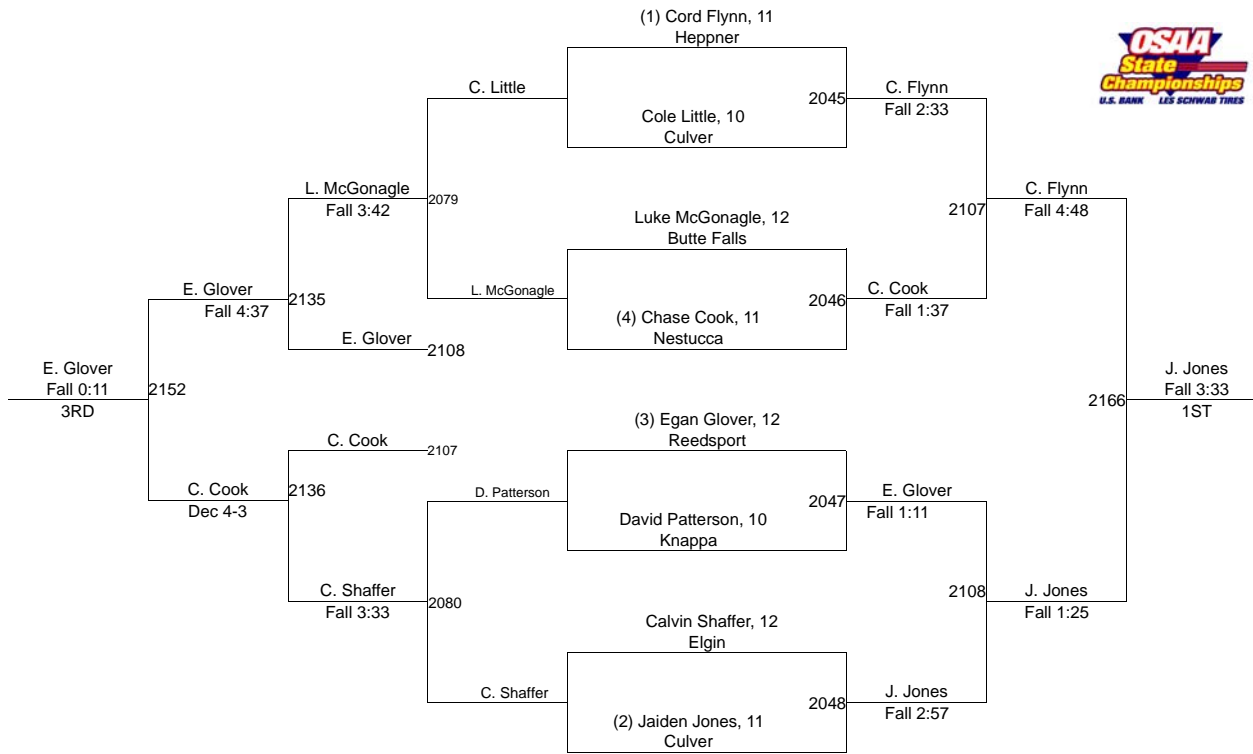 (1) Cord Flynn, 11
Heppner
OSAA
State
Championships
U.S. BANK LES SCHWAB TIRES
C. Little
2045
C. Flynn
Fall 2:33
Cole Little, 10
Culver
L. McGonagle
Fall 3:42
2079
2107
C. Flynn
Fall 4:48
Luke McGonagle, 12
Butte Falls
E. Glover
Fall 4:37
2135
L. McGonagle
2046
C. Cook
Fall 1:37
(4) Chase Cook, 11
Nestucca
E. Glover
2108
E. Glover
Fall 0:11
3RD
2152
2166
J. Jones
Fall 3:33
1ST
(3) Egan Glover, 12
Reedsport
C. Cook
2107
C. Cook
Dec 4-3
2136
D. Patterson
2047
E. Glover
Fall 1:11
David Patterson, 10
Knappa
C. Shaffer
Fall 3:33
2080
2108
J. Jones
Fall 1:25
Calvin Shaffer, 12
Elgin
C. Shaffer
2048
J. Jones
Fall 2:57
(2) Jaiden Jones, 11
Culver